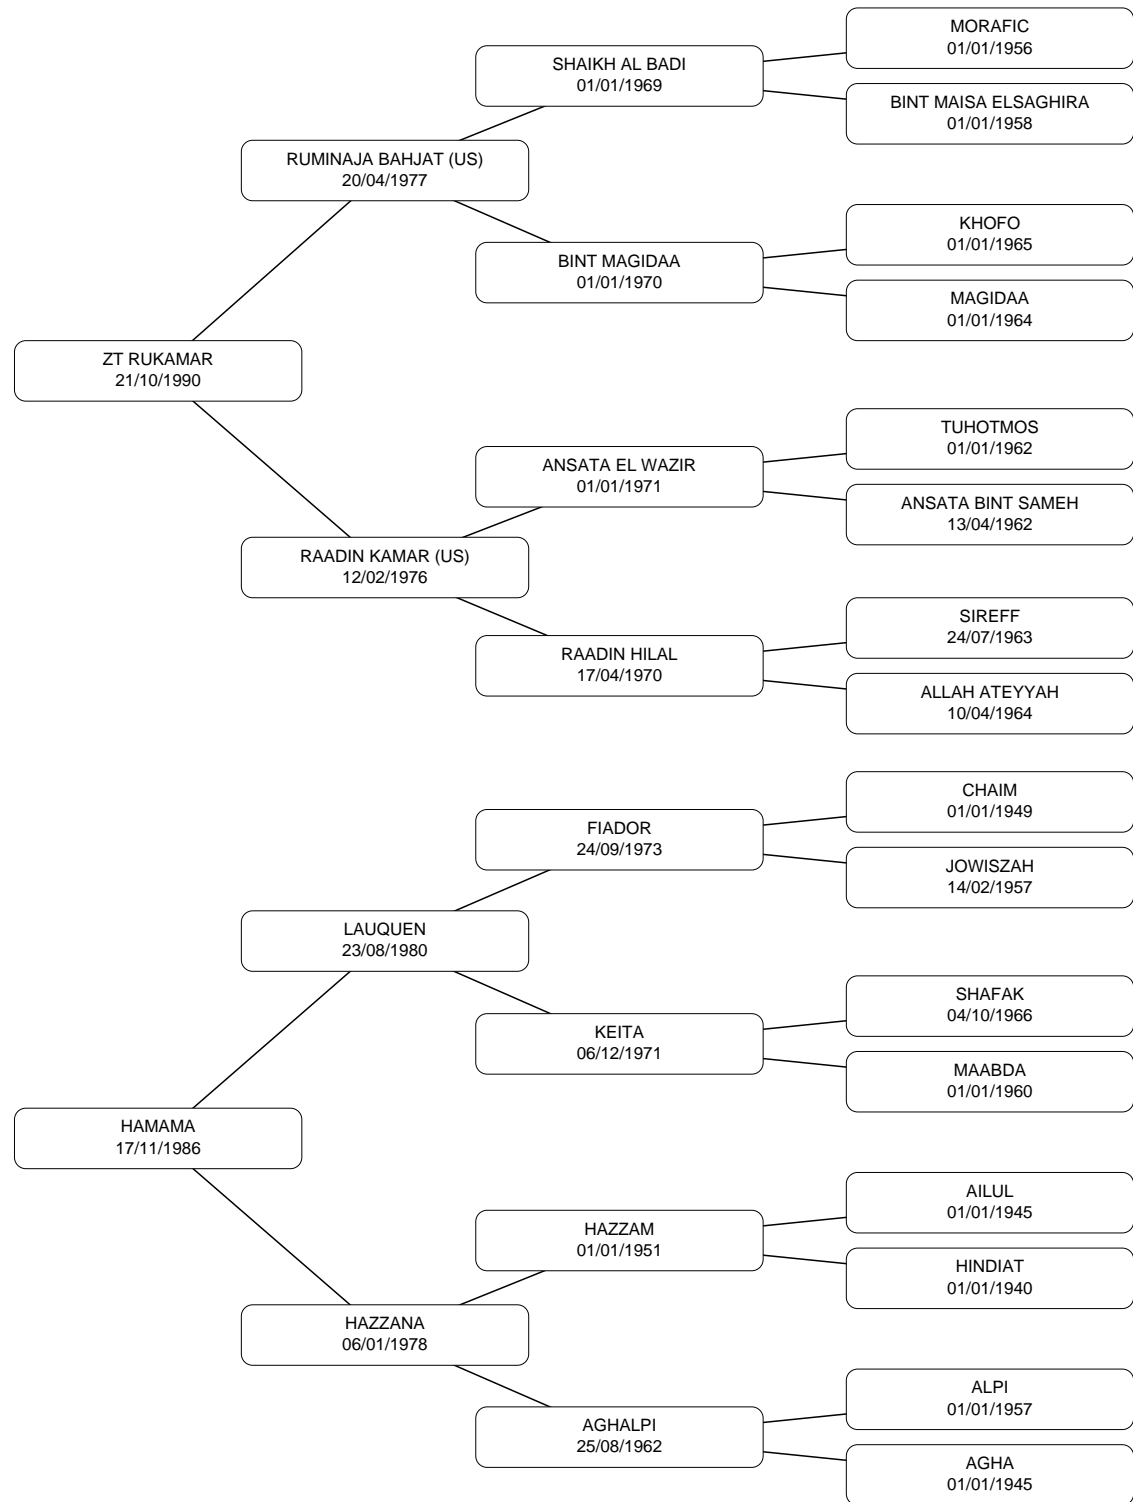 MORAFIC
01/01/1956
SHAIKH AL BADI
01/01/1969
BINT MAISA ELSAGHIRA
01/01/1958
RUMINAJA BAHJAT (US)
20/04/1977
KHOFO
01/01/1965
BINT MAGIDAA
01/01/1970
MAGIDAA
01/01/1964
ZT RUKAMAR
21/10/1990
TUHOTMOS
01/01/1962
ANSATA EL WAZIR
01/01/1971
ANSATA BINT SAMEH
13/04/1962
RAADIN KAMAR (US)
12/02/1976
SIREFF
24/07/1963
RAADIN HILAL
17/04/1970
ALLAH ATEYYAH
10/04/1964
CHAIM
01/01/1949
FIADOR
24/09/1973
JOWISZAH
14/02/1957
LAUQUEN
23/08/1980
SHAFAK
04/10/1966
KEITA
06/12/1971
MAABDA
01/01/1960
HAMAMA
17/11/1986
AILUL
01/01/1945
HAZZAM
01/01/1951
HINDIAT
01/01/1940
HAZZANA
06/01/1978
ALPI
01/01/1957
AGHALPI
25/08/1962
AGHA
01/01/1945